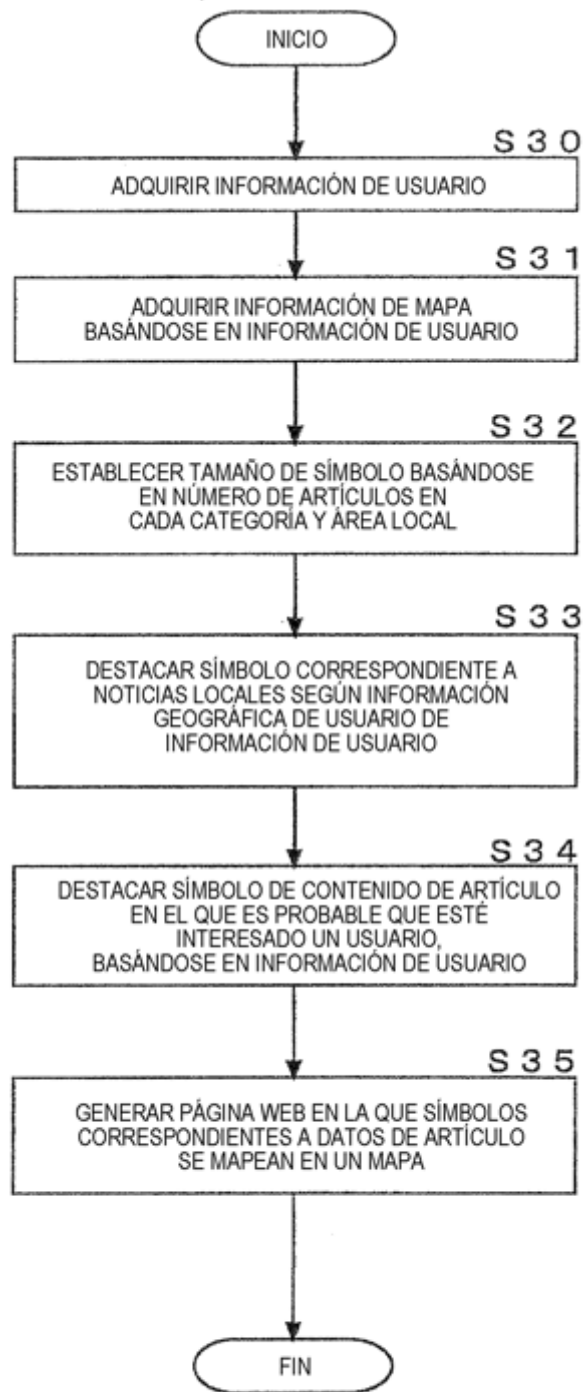 INICIO
S30
ADQUIRIR INFORMACIÓN DE USUARIO
S31
ADQUIRIR INFORMACIÓN DE MAPA
BASÁNDOSE EN INFORMACIÓN DE USUARIO
S32
ESTABLECER TAMAÑO DE SÍMBOLO BASÁNDOSE
EN NÚMERO DE ARTÍCULOS EN
CADA CATEGORÍA Y ÁREA LOCAL
S33
DESTACAR SÍMBOLO CORRESPONDIENTE A
NOTICIAS LOCALES SEGÚN INFORMACIÓN
GEOGRÁFICA DE USUARIO DE
INFORMACIÓN DE USUARIO
S34
DESTACAR SÍMBOLO DE CONTENIDO DE ARTÍCULO
EN EL QUE ES PROBABLE QUE ESTÉ
INTERESADO UN USUARIO,
BASÁNDOSE EN INFORMACIÓN DE USUARIO
S35
GENERAR PÁGINA WEB EN LA QUE SÍMBOLOS
CORRESPONDIENTES A DATOS DE ARTÍCULO
SE MAPEAN EN UN MAPA
FIN